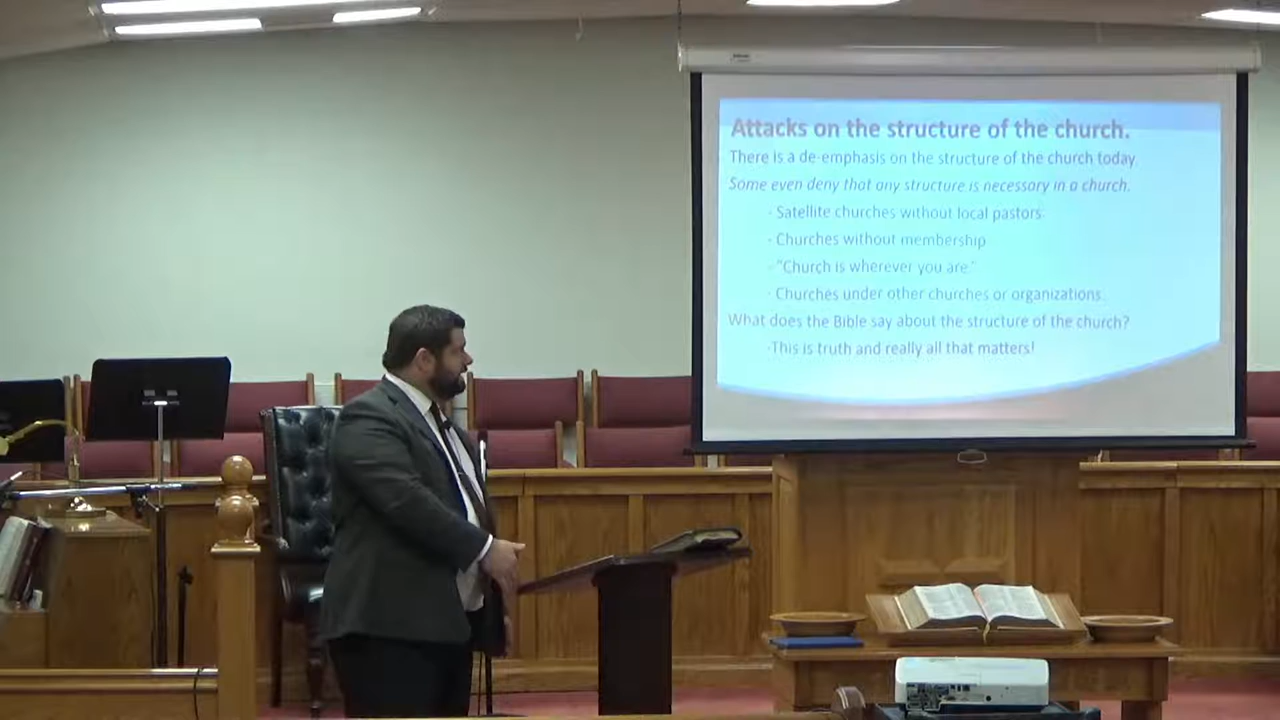 Attacks on the structure of the church.
There is a de-emphasis on the structure of the church today
Some even deny that any structure is necessary in a church.
- Satellite churches without local pastors
- Churches without membership
- "Church is wherever you are."
- Churches under other churches or organizations.
What does the Bible say about the structure of the church?
-This is truth and really all that matters!